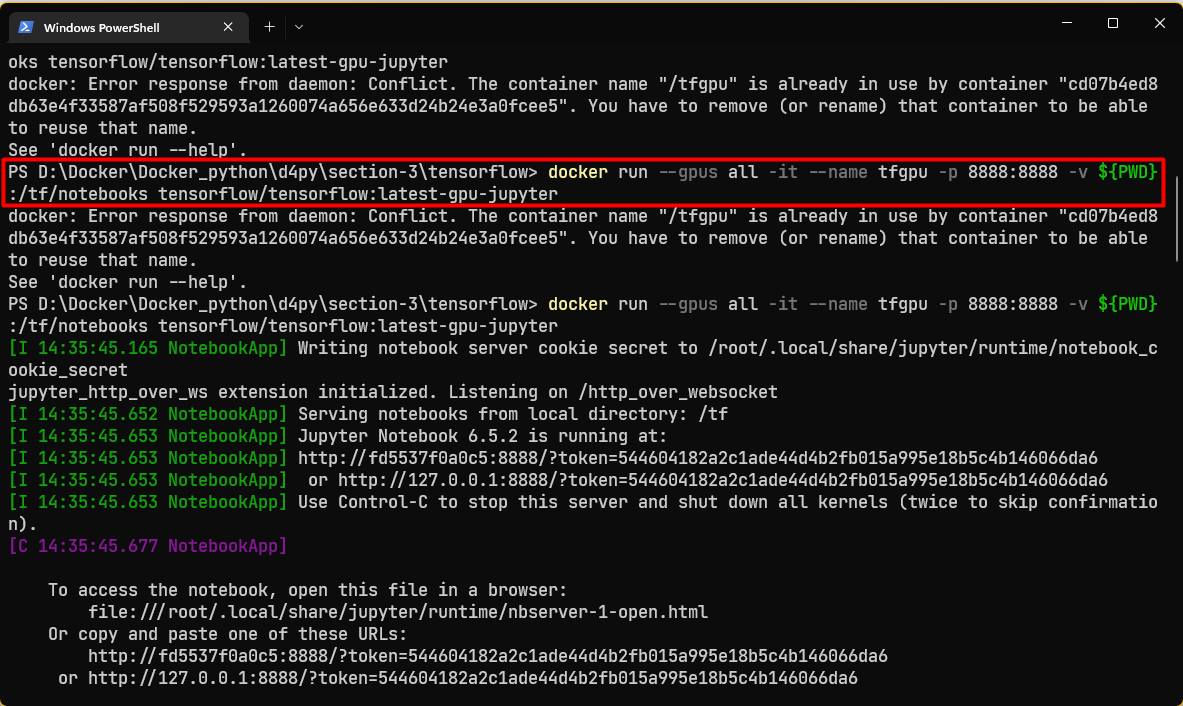 Windows PowerShell
oks tensorflow/tensorflow:latest-gpu-jupyter
docker: Error response from daemon: Conflict. The container name "/tfgpu" is already in use by container "cd07b4ed8
db63e4f33587af508f529593a1260074a656e633d24b24e3a0fcee5". You have to remove (or rename) that container to be able
to reuse that name.
See 'docker run --help'.
PS D:\Docker\Docker_python\d4py\section-3\tensorflow> docker run --gpus all -it --name tfgpu -p 8888:8888 -v ${PWD}
:/tf/notebooks tensorflow/tensorflow:latest-gpu-jupyter
docker: Error response from daemon: Conflict. The container name "/tfgpu" is already in use by container "cd07b4ed8
db63e4f33587af508f529593a1260074a656e633d24b24e3a0fcee5". You have to remove (or rename) that container to be able
to reuse that name.
See 'docker run --help'.
PS D:\Docker\Docker_python\d4py\section-3\tensorflow> docker run --gpus all -it --name tfgpu -p 8888:8888 -v ${PWD}
:/tf/notebooks tensorflow/tensorflow:latest-gpu-jupyter
[I 14:35:45.165 NotebookApp] Writing notebook server cookie secret to /root/.local/share/jupyter/runtime/notebook_c
ookie_secret
jupyter_http_over_ws extension initialized. Listening on /http_over_websocket
[I 14:35:45.652 NotebookApp] Serving notebooks from local directory: /tf
[I 14:35:45.653 NotebookApp] Jupyter Notebook 6.5.2 is running at:
[I 14:35:45.653 NotebookApp] http://fd5537f0a0c5:8888/?token=544604182a2c1ade44d4b2fb015a995e18b5c4b146066da6
[I 14:35:45.653 NotebookApp]  or http://127.0.0.1:8888/?token=544604182a2c1ade44d4b2fb015a995e18b5c4b146066da6
[I 14:35:45.653 NotebookApp] Use Control-C to stop this server and shut down all kernels (twice to skip confirmatio
n).
[C 14:35:45.677 NotebookApp]
To access the notebook, open this file in a browser:
file:///root/.local/share/jupyter/runtime/nbserver-1-open.html
Or copy and paste one of these URLs:
http://fd5537f0a0c5:8888/?token=544604182a2c1ade44d4b2fb015a995e18b5c4b146066da6
or http://127.0.0.1:8888/?token=544604182a2c1ade44d4b2fb015a995e18b5c4b146066da6